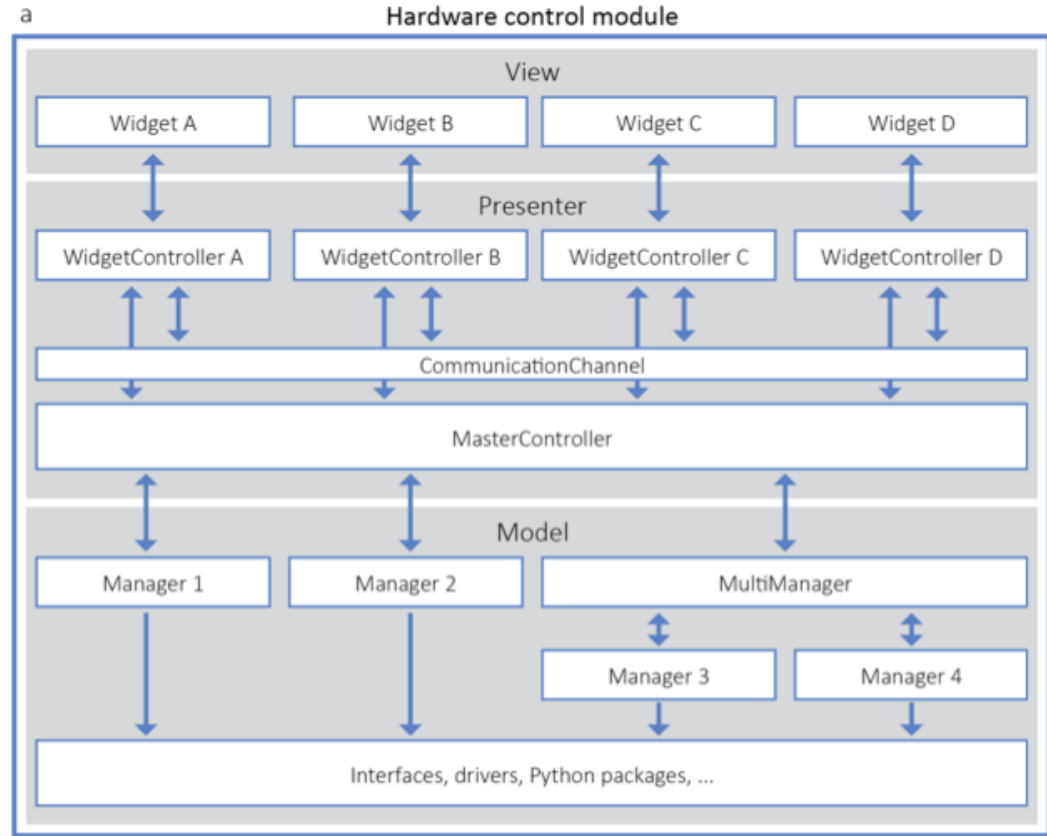 a
Hardware control module
View
Widget A
Widget B
Widget C
Widget D
Presenter
WidgetController A
WidgetController B
WidgetController C
WidgetController D
CommunicationChannel
MasterController
Model
Manager 1
Manager 2
MultiManager
Manager 3
Manager 4
Interfaces, drivers, Python packages, ...